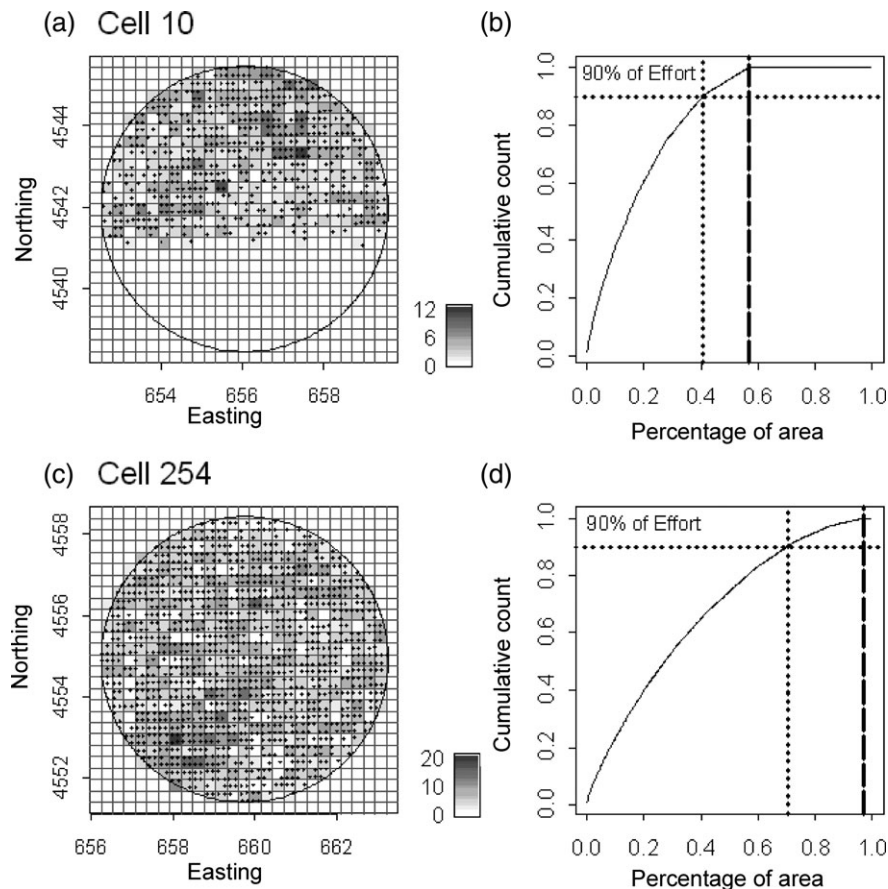 (a) Cell 10
Northing
4544
4542
4540
654 656 658
Easting
12
6
0
(b)
90% of Effort
Cumulative count
1.0
0.8
0.6
0.4
0.2
0.0
0.0 0.2 0.4 0.6 0.8 1.0
Percentage of area
(c) Cell 254
Northing
4558
4556
4554
4552
656 658 660 662
Easting
20
10
0
(d)
90% of Effort
Cumulative count
1.0
0.8
0.6
0.4
0.2
0.0
0.0 0.2 0.4 0.6 0.8 1.0
Percentage of area